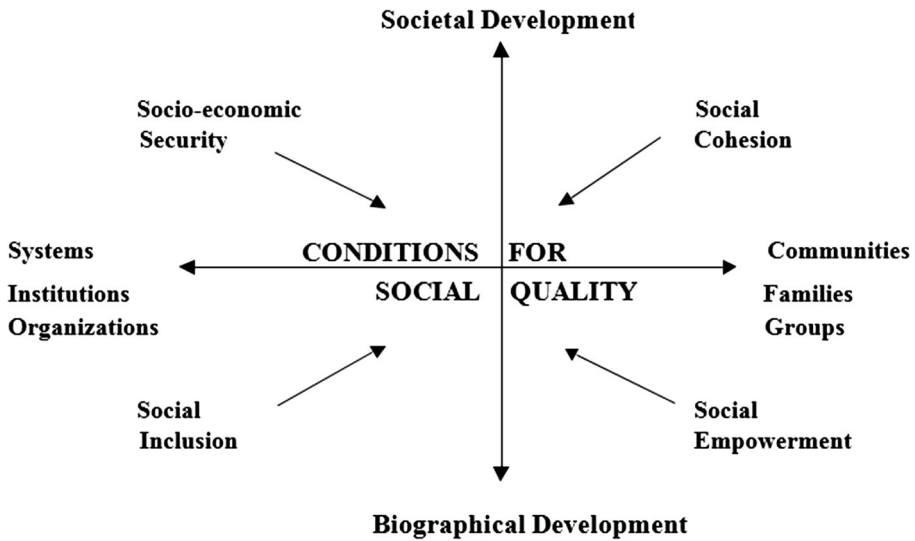 Societal Development
Socio-economic
Security
Social
Cohesion
Systems
Institutions
Organizations
CONDITIONS FOR
SOCIAL QUALITY
Communities
Families
Groups
Social
Inclusion
Social
Empowerment
Biographical Development